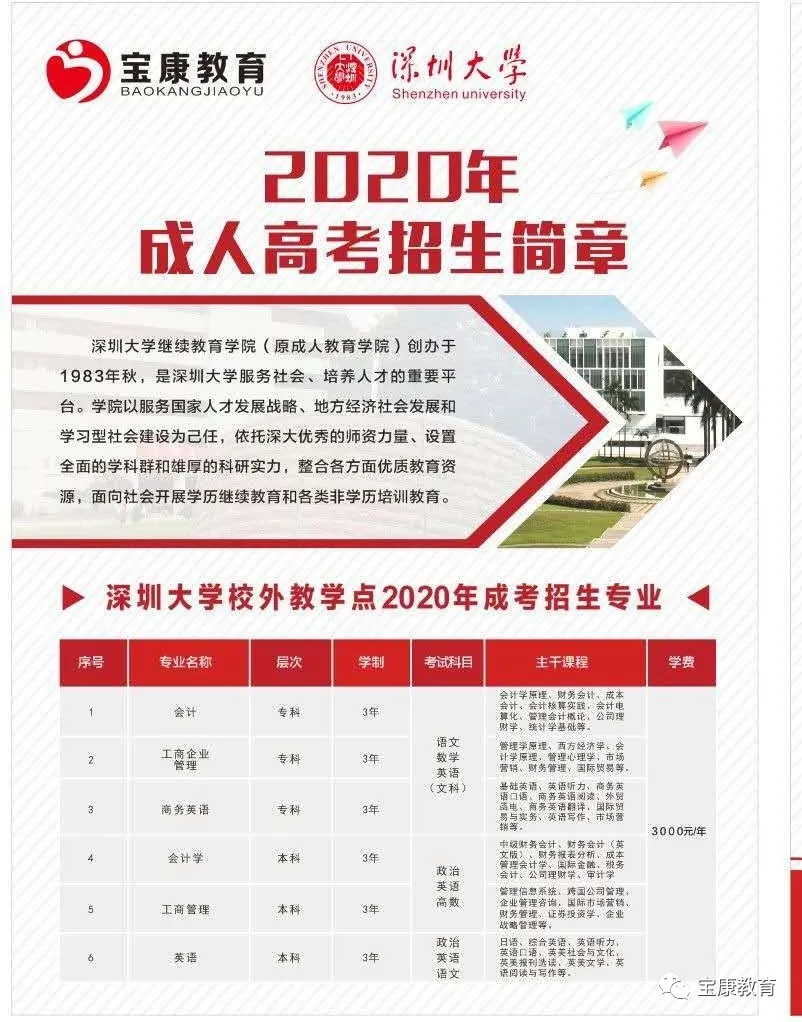 宝康教育
BAOKANGJIAOYU
SHENZHEN UNIVERSITY
1983
深圳大学
Shenzhen university
2020年
成人高考招生简章
深圳大学继续教育学院（原成人教育学院）创办于
1983年秋，是深圳大学服务社会、培养人才的重要平
台。学院以服务国家人才发展战略、地方经济社会发展和
学习型社会建设为己任，依托深大优秀的师资力量、设置
全面的学科群和雄厚的科研实力，整合各方面优质教育资
源，面向社会开展学历继续教育和各类非学历培训教育。
深圳大学校外教学点2020年成考招生专业
序号 专业名称 层次 学制 考试科目 主干课程 学费
1 会计 专科 3年
会计学原理、财务会计、成本
会计、会计核算实践、会计电
算化、管理会计概论、公司理
财学、统计学基础等。
2 工商企业
管理 专科 3年
管理学原理、西方经济学、会
计学原理、管理心理学、市场
营销、财务管理、国际贸易等。
3 商务英语 专科 3年
基础英语、英语听力、商务英
语口语、商务英语阅读、外贸
函电、商务英语翻译、国际贸
易与实务、英语写作、市场营
销等。
语文
数学
英语
（文科）
4 会计学 本科 3年
中级财务会计、财务会计（英
文版）、财务报表分析、成本
管理会计学、国际金融、税务
会计、公司理财学、审计学
5 工商管理 本科 3年
管理信息系统、跨国公司管理、
企业管理咨询、国际市场营销、
财务管理、证券投资学、企业
战略管理等。
政治
英语
高数
6 英语 本科 3年
政治
英语
语文
日语、综合英语、英语听力、
英语口语、英美社会与文化、
英美报刊选读、英美文学、英
语阅读与写作等。
3000元/年
宝康教育